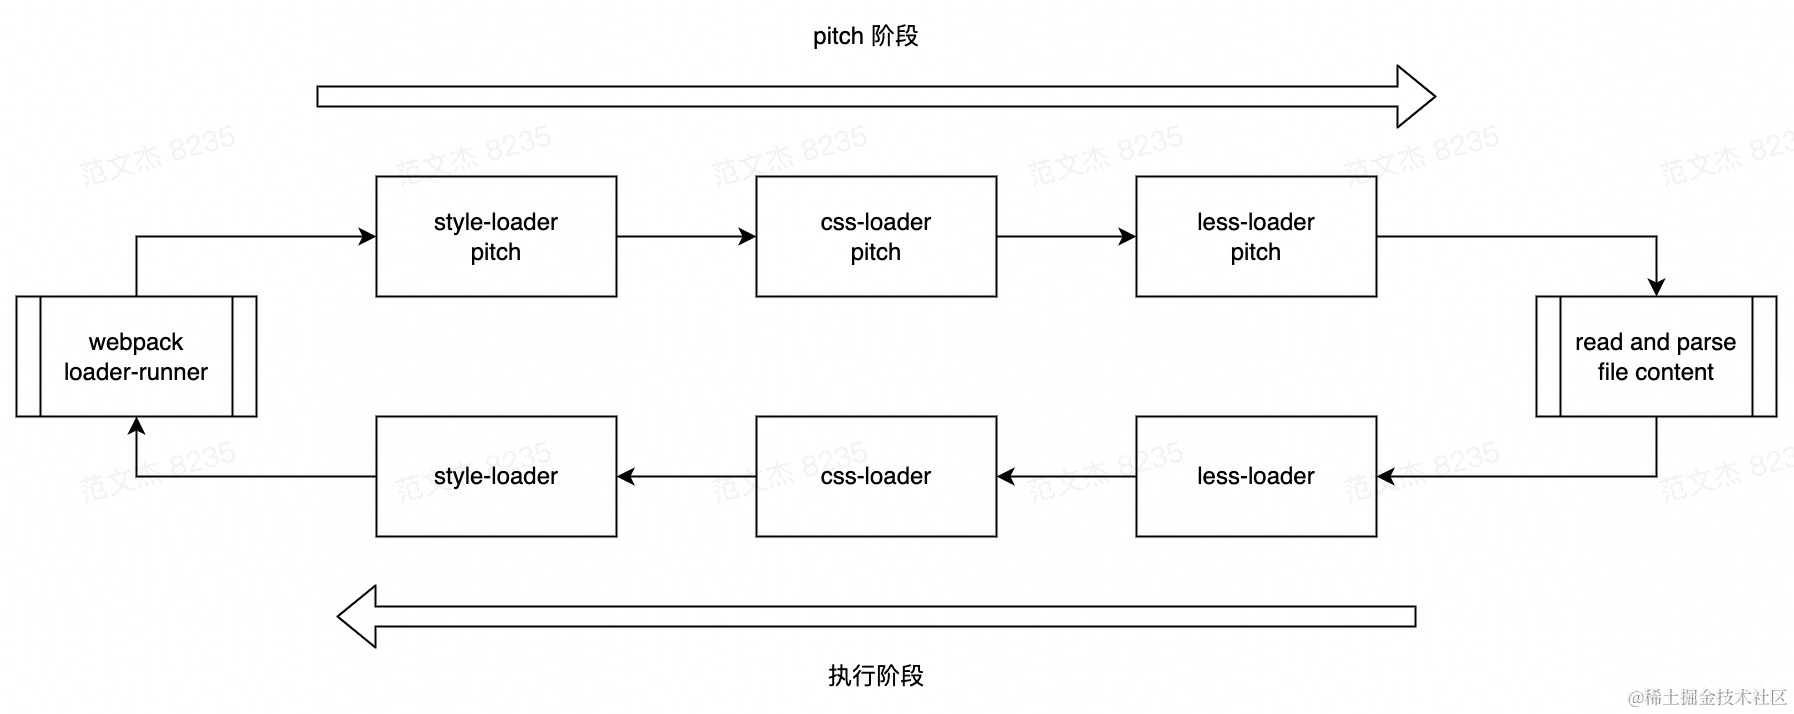 pitch 阶段
范文杰 8235 范文杰 8235 范文杰 8235 范文杰 8235 范文杰 8235 范文杰 823
style-loader
pitch
css-loader
pitch
less-loader
pitch
webpack
loader-runner
read and parse
file content
范文杰 8235 范文杰 8235 范文杰 8235 范文杰 8235 范文杰 8235 范文杰 823
style-loader
css-loader
less-loader
执行阶段
@稀土掘金技术社区